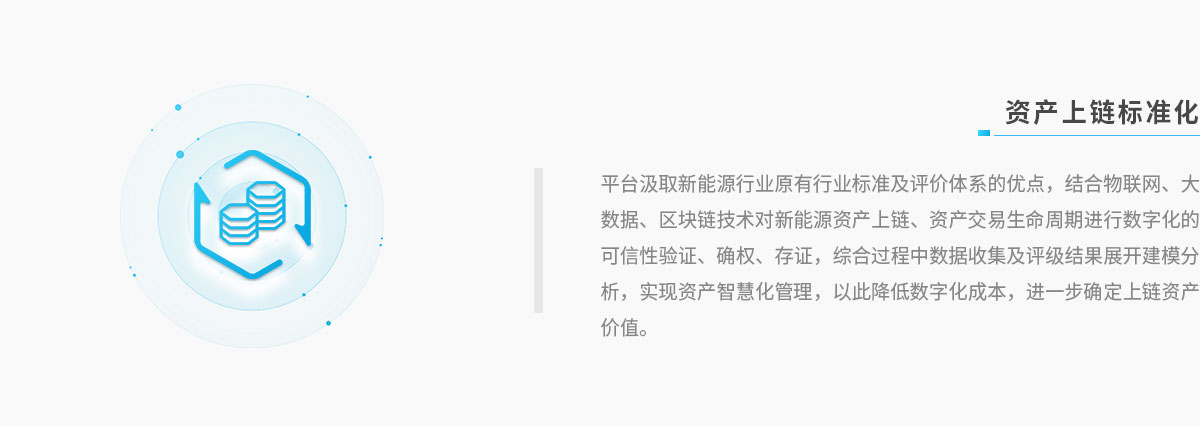 资产上链标准化
平台汲取新能源行业原有行业标准及评价体系的优点，结合物联网、大
数据、区块链技术对新能源资产上链、资产交易生命周期进行数字化的
可信性验证、确权、存证，综合过程中数据收集及评级结果展开建模分
析，实现资产智慧化管理，以此降低数字化成本，进一步确定上链资产
价值。